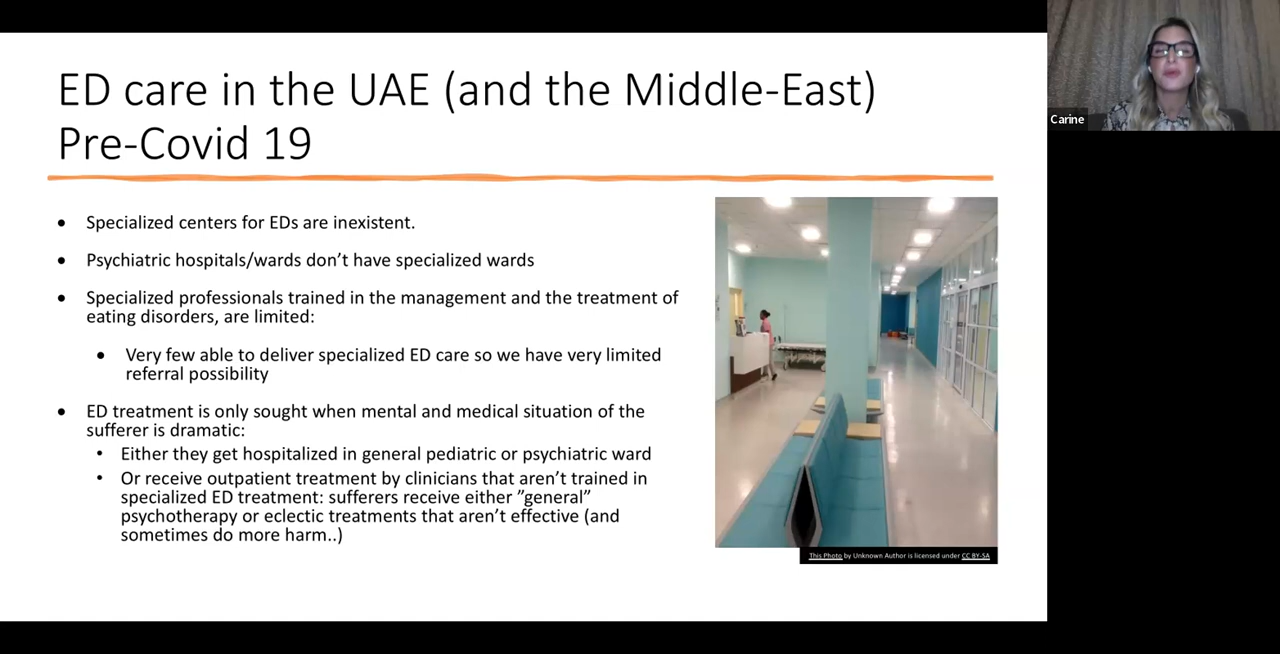 ED care in the UAE (and the Middle-East)
Pre-Covid 19
Carine
• Specialized centers for EDs are inexistent.
• Psychiatric hospitals/wards don’t have specialized wards
• Specialized professionals trained in the management and the treatment of
eating disorders, are limited:
• Very few able to deliver specialized ED care so we have very limited
referral possibility
• ED treatment is only sought when mental and medical situation of the
sufferer is dramatic:
• Either they get hospitalized in general pediatric or psychiatric ward
• Or receive outpatient treatment by clinicians that aren’t trained in
specialized ED treatment: sufferers receive either ”general”
psychotherapy or eclectic treatments that aren’t effective (and
sometimes do more harm..)
This Photo by Unknown Author is licensed under CC BY-SA